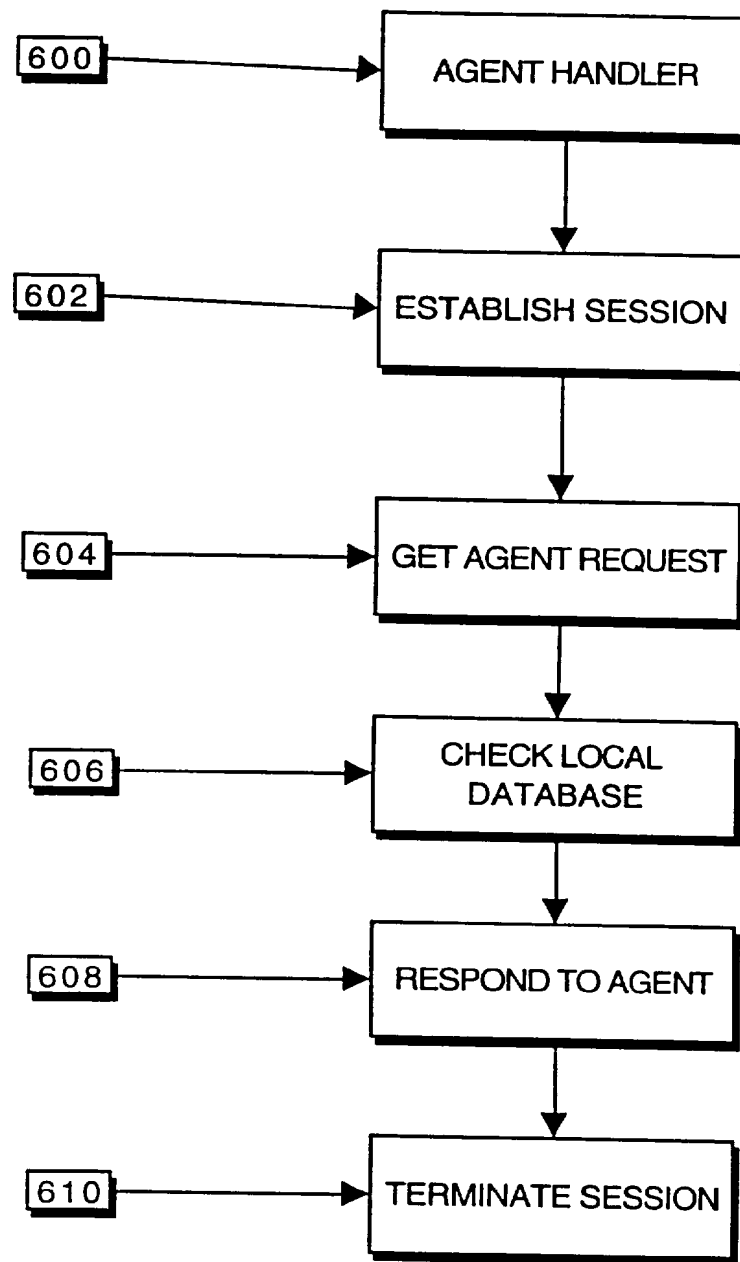 600
AGENT HANDLER
602
ESTABLISH SESSION
604
GET AGENT REQUEST
606
CHECK LOCAL
DATABASE
608
RESPOND TO AGENT
610
TERMINATE SESSION